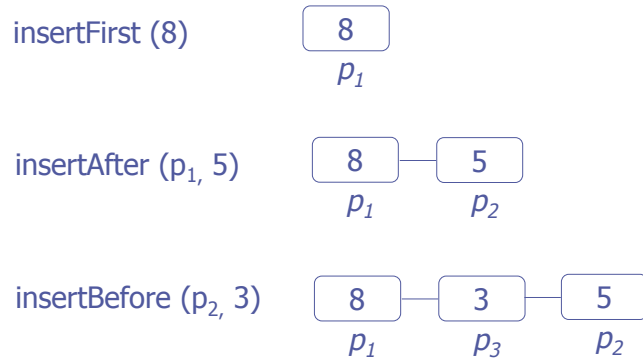 insertFirst (8) 8
p1
insertAfter (p1, 5) 8 5
p1 p2
insertBefore (p2, 3) 8 3 5
p1 p3 p2